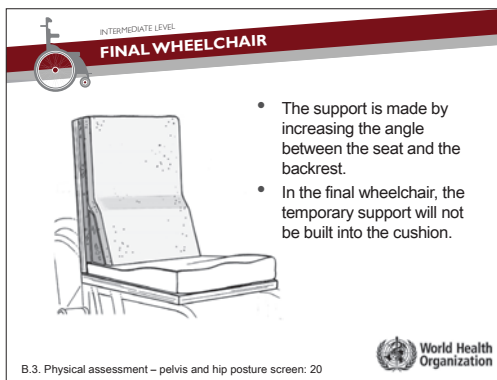 INTERMEDIATE LEVEL
FINAL WHEELCHAIR
• The support is made by
increasing the angle
between the seat and the
backrest.
• In the final wheelchair, the
temporary support will not
be built into the cushion.
B.3. Physical assessment – pelvis and hip posture screen: 20
World Health
Organization